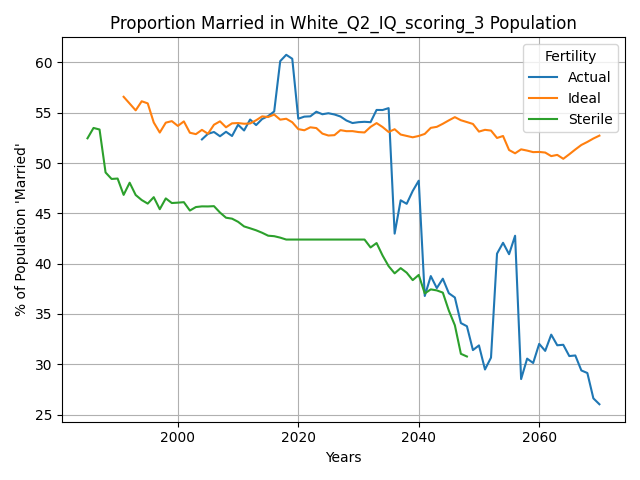 Proportion Married in White_Q2_IQ_scoring_3 Population
% of Population 'Married'
60
55
50
45
40
35
30
25
Fertility
Actual
Ideal
Sterile
2000 2020 2040 2060
Years